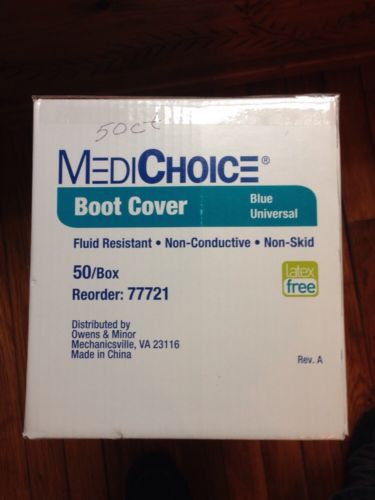 50ct
MEDICHOICE®
Boot Cover
Blue
Universal
Fluid Resistant • Non-Conductive • Non-Skid
50/Box
Reorder: 77721
latex
free
Distributed by
Owens & Minor
Mechanicsville, VA 23116
Made in China
Rev. A